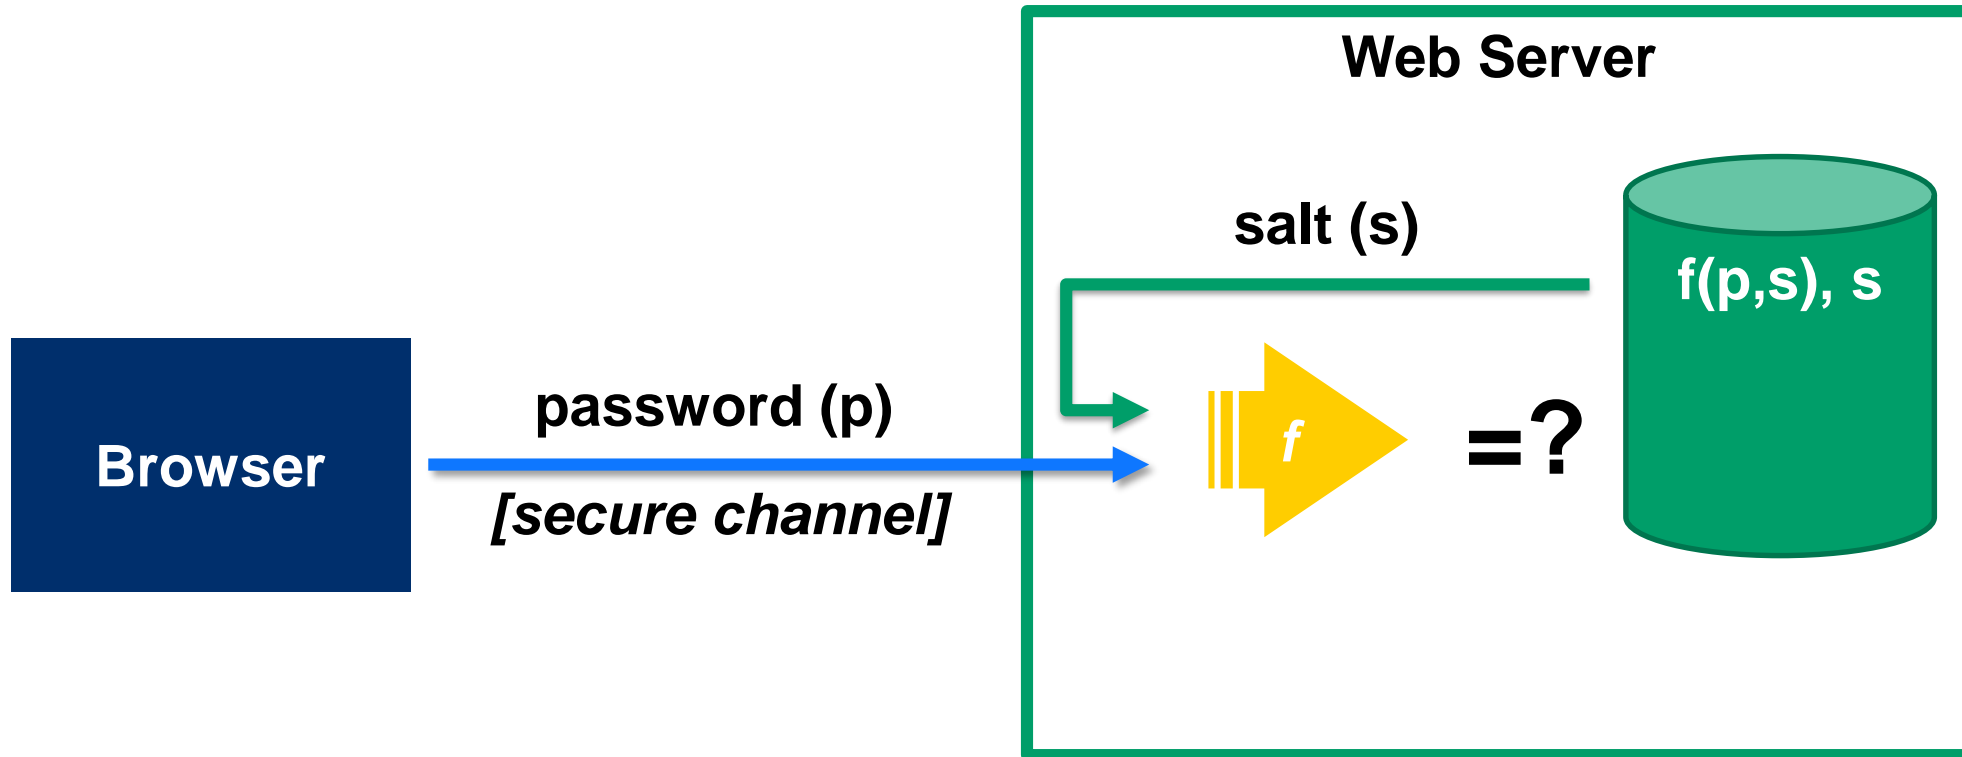 Web Server
salt (s)
f(p,s), s
password (p)
Browser
[secure channel]
f
=?